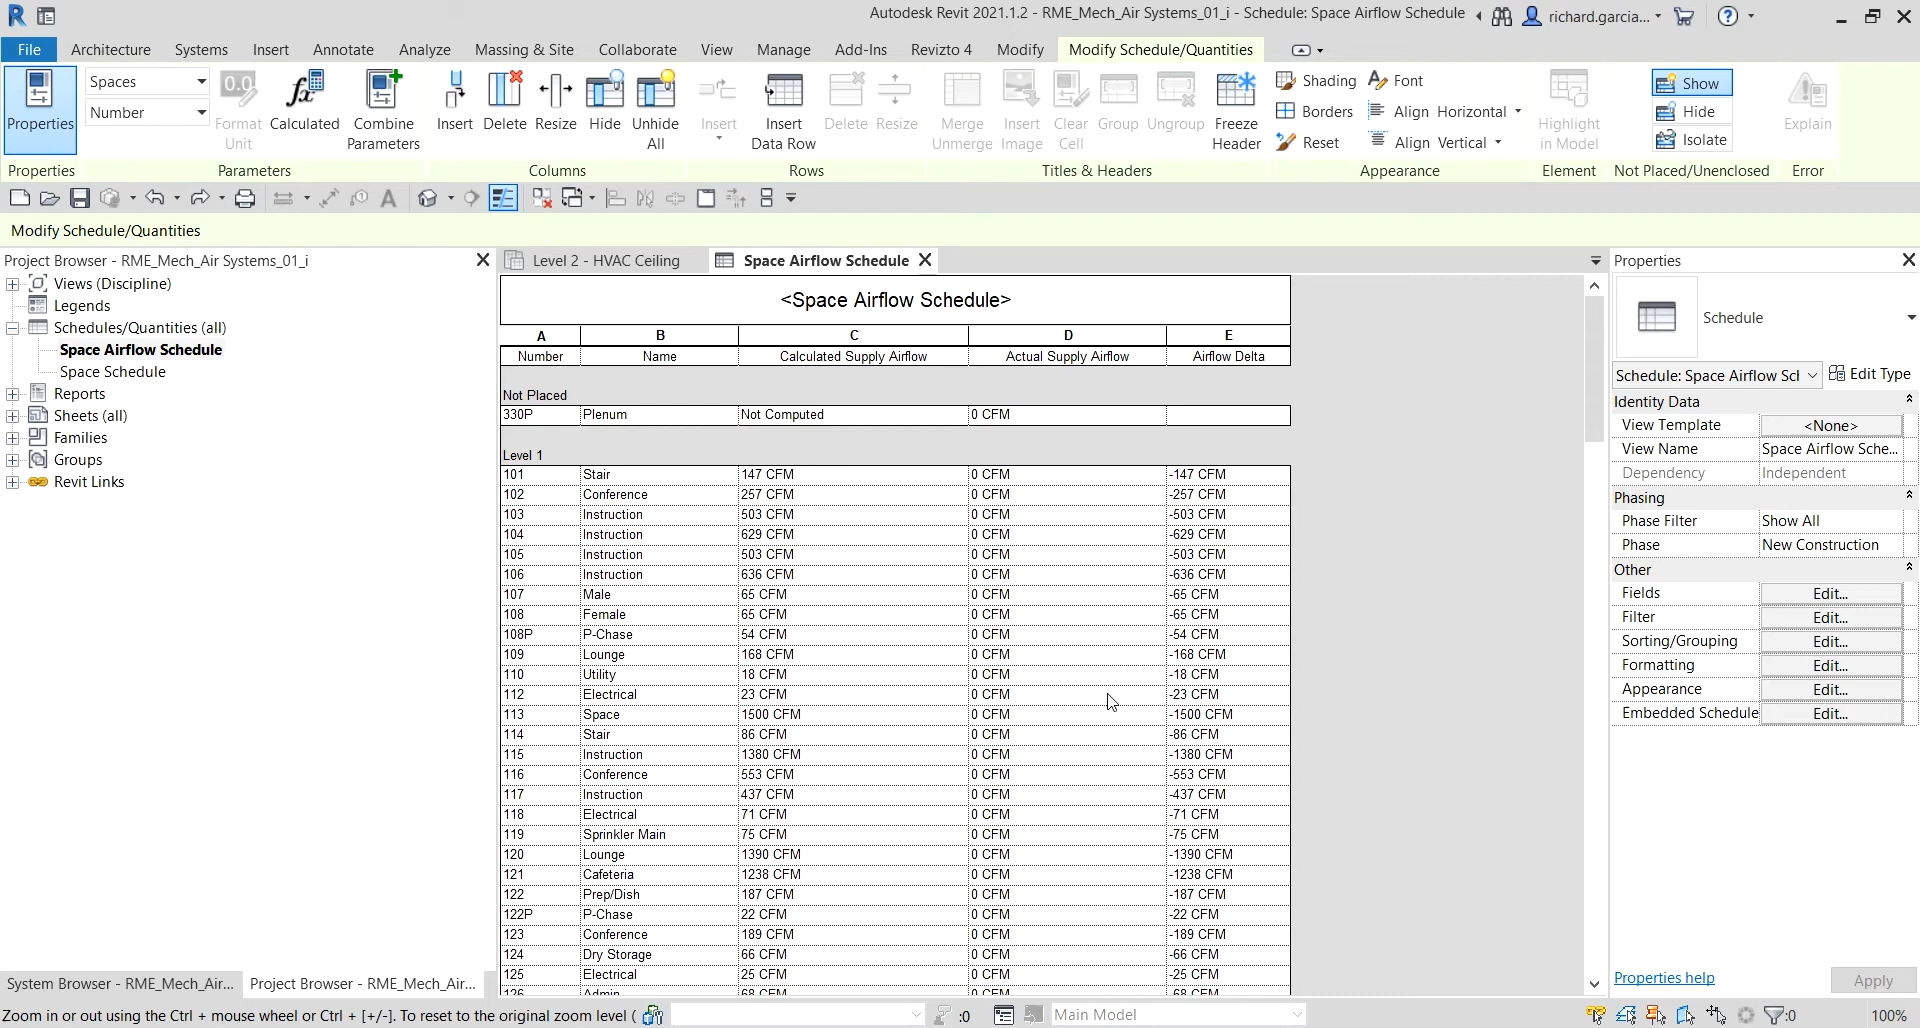 Autodesk Revit 2021.1.2 - RME_Mech_Air Systems_01_i - Schedule: Space Airflow Schedule
richard.garcia...
File Architecture Systems Insert Annotate Analyze Massing & Site Collaborate View Manage Add-Ins Revizto 4 Modify Modify Schedule/Quantities
Properties
Spaces
Number
Format Unit
Calculated
Combine Parameters
Insert
Delete
Resize
Hide
Unhide All
Insert
Insert Data Row
Delete
Resize
Merge Unmerge
Insert Image
Clear Cell
Group
Ungroup
Freeze Header
Shading
Borders
Reset
Font
Align Horizontal
Align Vertical
Highlight in Model
Show
Hide
Isolate
Explain
Properties Parameters Columns Rows Titles & Headers Appearance Element Not Placed/Unenclosed Error
Modify Schedule/Quantities
Project Browser - RME_Mech_Air Systems_01_i
Views (Discipline)
Legends
Schedules/Quantities (all)
Space Airflow Schedule
Space Schedule
Reports
Sheets (all)
Families
Groups
Revit Links
System Browser - RME_Mech_Air...
Project Browser - RME_Mech_Air...
Level 2 - HVAC Ceiling
Space Airflow Schedule
<Space Airflow Schedule>
A B C D E
Number Name Calculated Supply Airflow Actual Supply Airflow Airflow Delta
Not Placed
330P Plenum Not Computed 0 CFM
Level 1
101 Stair 147 CFM 0 CFM -147 CFM
102 Conference 257 CFM 0 CFM -257 CFM
103 Instruction 503 CFM 0 CFM -503 CFM
104 Instruction 629 CFM 0 CFM -629 CFM
105 Instruction 503 CFM 0 CFM -503 CFM
106 Instruction 636 CFM 0 CFM -636 CFM
107 Male 65 CFM 0 CFM -65 CFM
108 Female 65 CFM 0 CFM -65 CFM
108P P-Chase 54 CFM 0 CFM -54 CFM
109 Lounge 168 CFM 0 CFM -168 CFM
110 Utility 18 CFM 0 CFM -18 CFM
112 Electrical 23 CFM 0 CFM -23 CFM
113 Space 1500 CFM 0 CFM -1500 CFM
114 Stair 86 CFM 0 CFM -86 CFM
115 Instruction 1380 CFM 0 CFM -1380 CFM
116 Conference 553 CFM 0 CFM -553 CFM
117 Instruction 437 CFM 0 CFM -437 CFM
118 Electrical 71 CFM 0 CFM -71 CFM
119 Sprinkler Main 75 CFM 0 CFM -75 CFM
120 Lounge 1390 CFM 0 CFM -1390 CFM
121 Cafeteria 1238 CFM 0 CFM -1238 CFM
122 Prep/Dish 187 CFM 0 CFM -187 CFM
122P P-Chase 22 CFM 0 CFM -22 CFM
123 Conference 189 CFM 0 CFM -189 CFM
124 Dry Storage 66 CFM 0 CFM -66 CFM
125 Electrical 25 CFM 0 CFM -25 CFM
126 Admin 68 CFM 0 CFM -68 CFM
Properties
Schedule
Schedule: Space Airflow Scl
Edit Type
Identity Data
View Template <None>
View Name Space Airflow Sche...
Dependency Independent
Phasing
Phase Filter Show All
Phase New Construction
Other
Fields Edit...
Filter Edit...
Sorting/Grouping Edit...
Formatting Edit...
Appearance Edit...
Embedded Schedule Edit...
Properties help
Apply
Zoom in or out using the Ctrl + mouse wheel or Ctrl + [+/-]. To reset to the original zoom level (
:0
Main Model
:0
100%